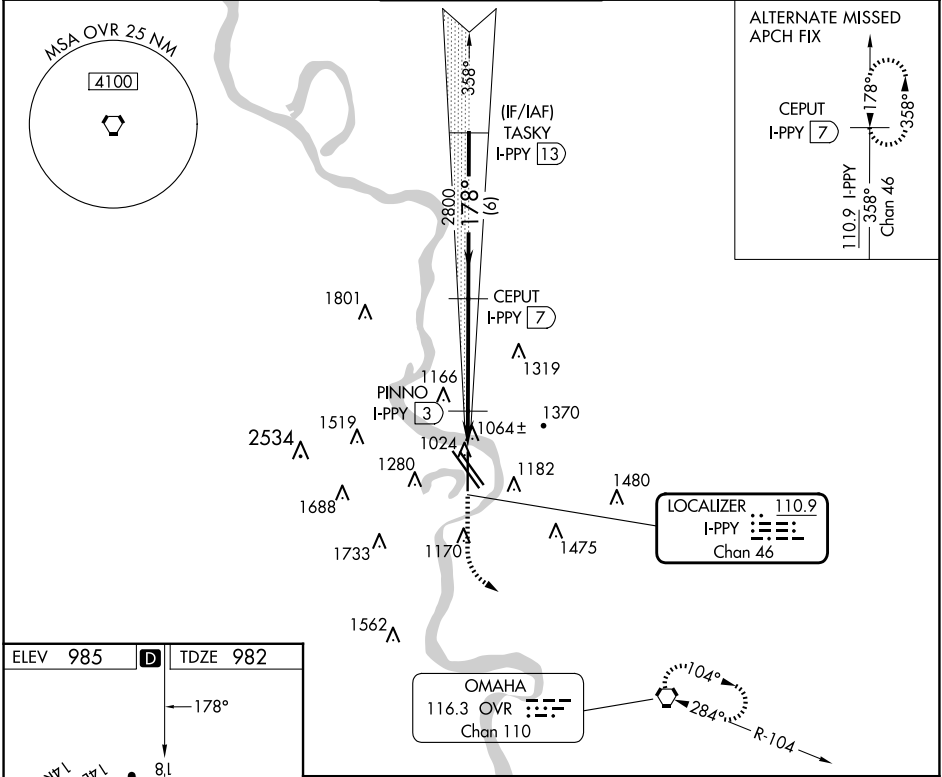 MSA OVR 25 NM
4100
358°
(IF/IAF)
TASKY
I-PPY 13
2800
178°
(6)
ALTERNATE MISSED
APCH FIX
CEPUT
I-PPY 7
178°
358°
110.9 I-PPY
358°
Chan 46
CEPUT
I-PPY 7
1801
1319
1166
PINNO
I-PPY 3
1370
1064±
1519
2534
1024
1280
1182
1480
1688
LOCALIZER 110.9
I-PPY
Chan 46
1733
1170
1475
1562
ELEV 985 D TDZE 982
178°
18
OMAHA
116.3 OVR
Chan 110
104°
284°
R-104